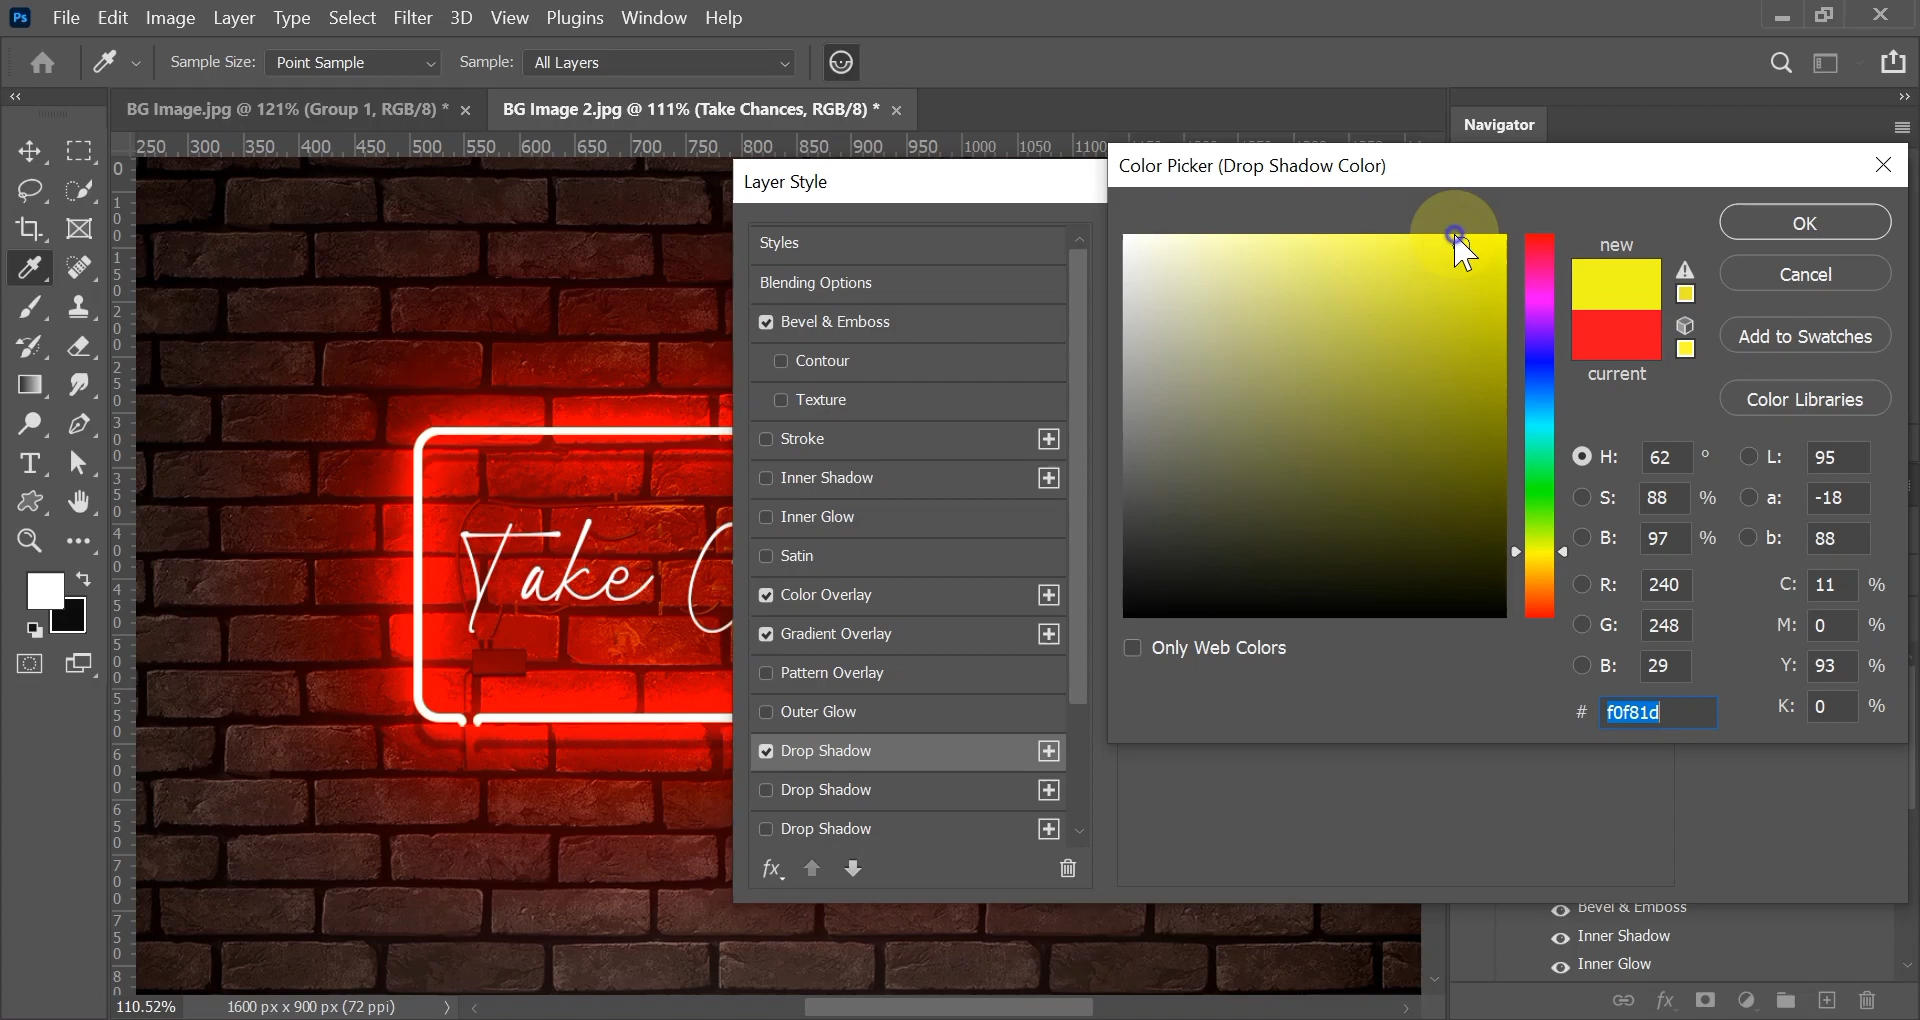 Ps File Edit Image Layer Type Select Filter 3D View Plugins Window Help
Sample Size: Point Sample Sample: All Layers
BG Image.jpg @ 121% (Group 1, RGB/8) * BG Image 2.jpg @ 111% (Take Chances, RGB/8) *
Navigator
250 300 350 400 450 500 550 600 650 700 750 800 850 900 950 1000 1050 1100
Layer Style
Styles
Blending Options
Bevel & Emboss
Contour
Texture
Stroke
Inner Shadow
Inner Glow
Satin
Color Overlay
Gradient Overlay
Pattern Overlay
Outer Glow
Drop Shadow
Drop Shadow
Drop Shadow
fx
Color Picker (Drop Shadow Color)
new
current
OK
Cancel
Add to Swatches
Color Libraries
H: 62 ° L: 95
S: 88 % a: -18
B: 97 % b: 88
R: 240 C: 11 %
G: 248 M: 0 %
B: 29 Y: 93 %
# f0f81d K: 0 %
Only Web Colors
Take
Bevel & Emboss
Inner Shadow
Inner Glow
fx
110.52% 1600 px x 900 px (72 ppi)